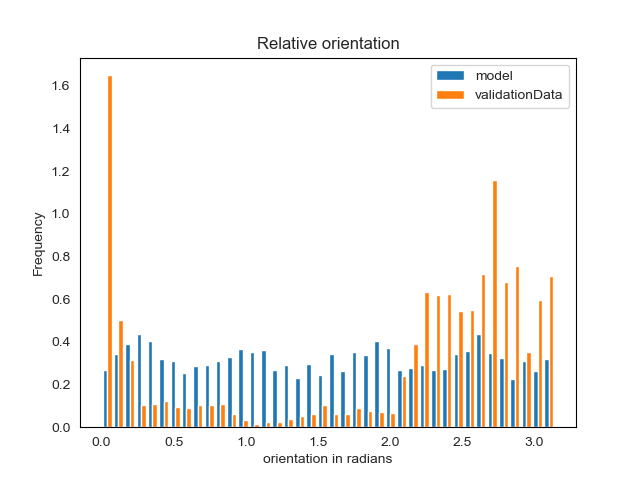 Relative orientation
model
validationData
Frequency
1.6
1.4
1.2
1.0
0.8
0.6
0.4
0.2
0.0
0.0 0.5 1.0 1.5 2.0 2.5 3.0
orientation in radians